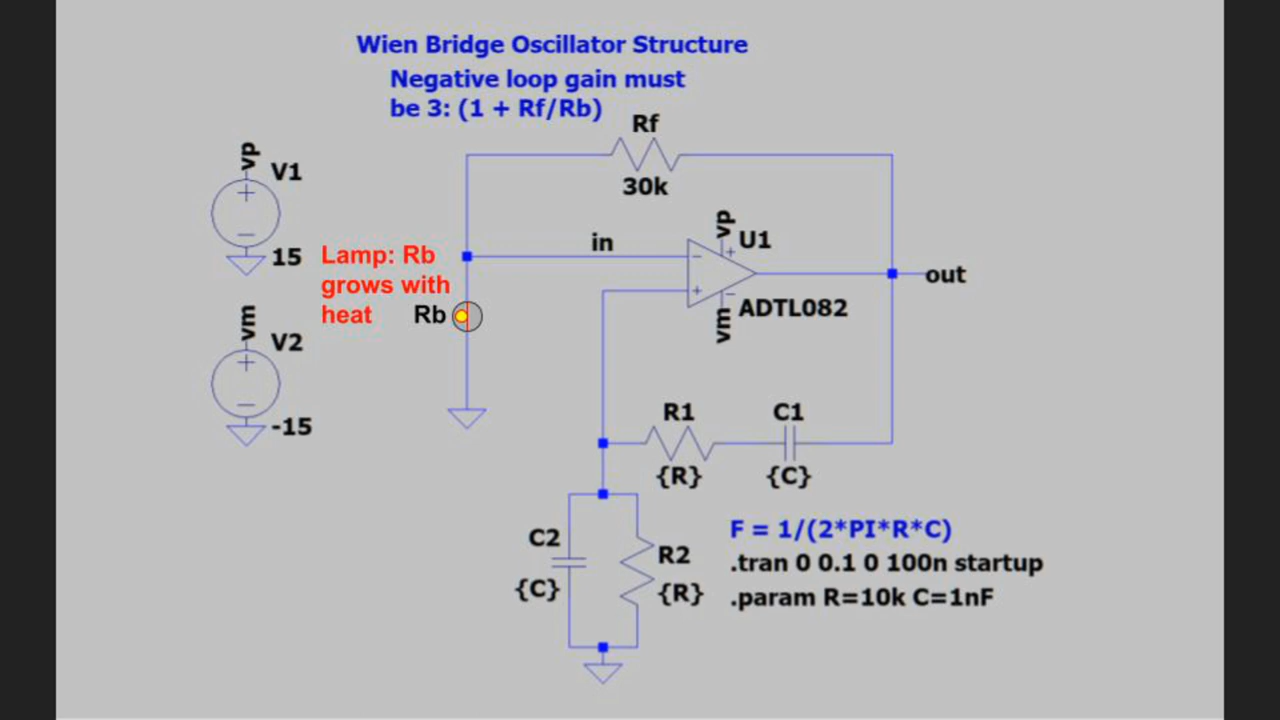 Wien Bridge Oscillator Structure
Negative loop gain must
be 3: (1 + Rf/Rb)
Rf
30k
vp
V1
15
vm
V2
-15
Lamp: Rb
grows with
heat
Rb
in
vp
U1
vm
ADTL082
out
R1
{R}
C1
{C}
C2
{C}
R2
{R}
F = 1/(2*PI*R*C)
.tran 0 0.1 0 100n startup
.param R=10k C=1nF